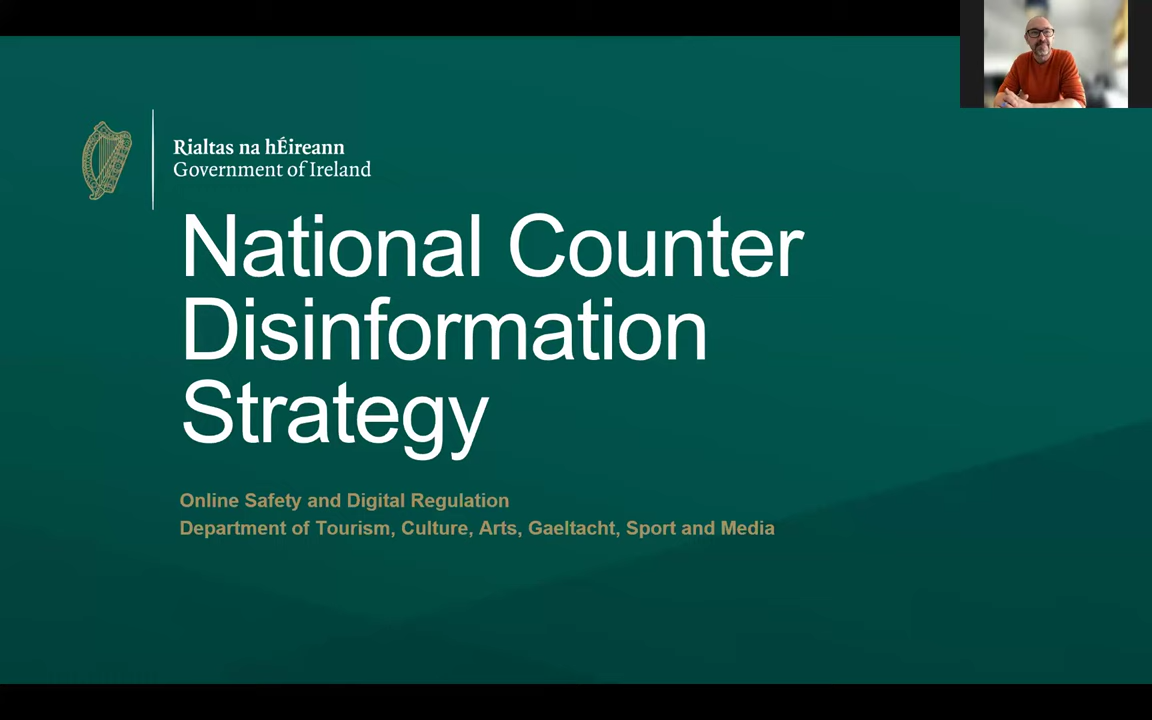 Rialtas na hÉireann
Government of Ireland
National Counter
Disinformation
Strategy
Online Safety and Digital Regulation
Department of Tourism, Culture, Arts, Gaeltacht, Sport and Media